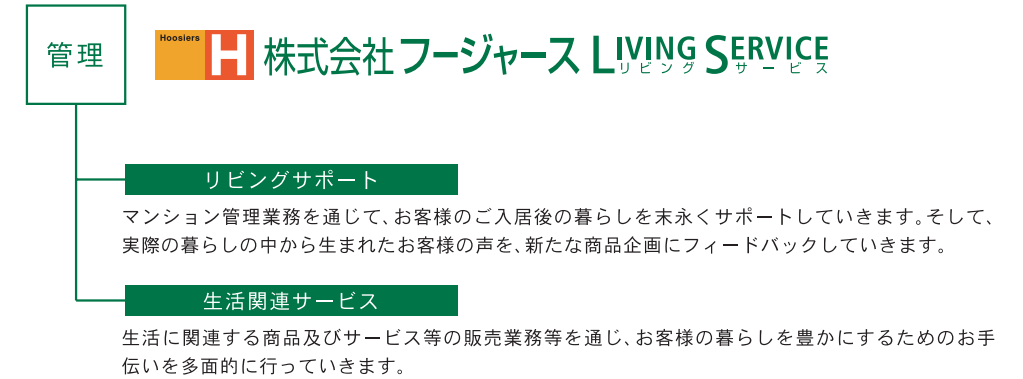 管理
Hoosiers
H
株式会社フージャース LIVING SERVICE
リビング サービス
リビングサポート
マンション管理業務を通じて、お客様のご入居後の暮らしを末永くサポートしていきます。そして、
実際の暮らしの中から生まれたお客様の声を、新たな商品企画にフィードバックしていきます。
生活関連サービス
生活に関連する商品及びサービス等の販売業務等を通じ、お客様の暮らしを豊かにするためのお手
伝いを多面的に行っていきます。